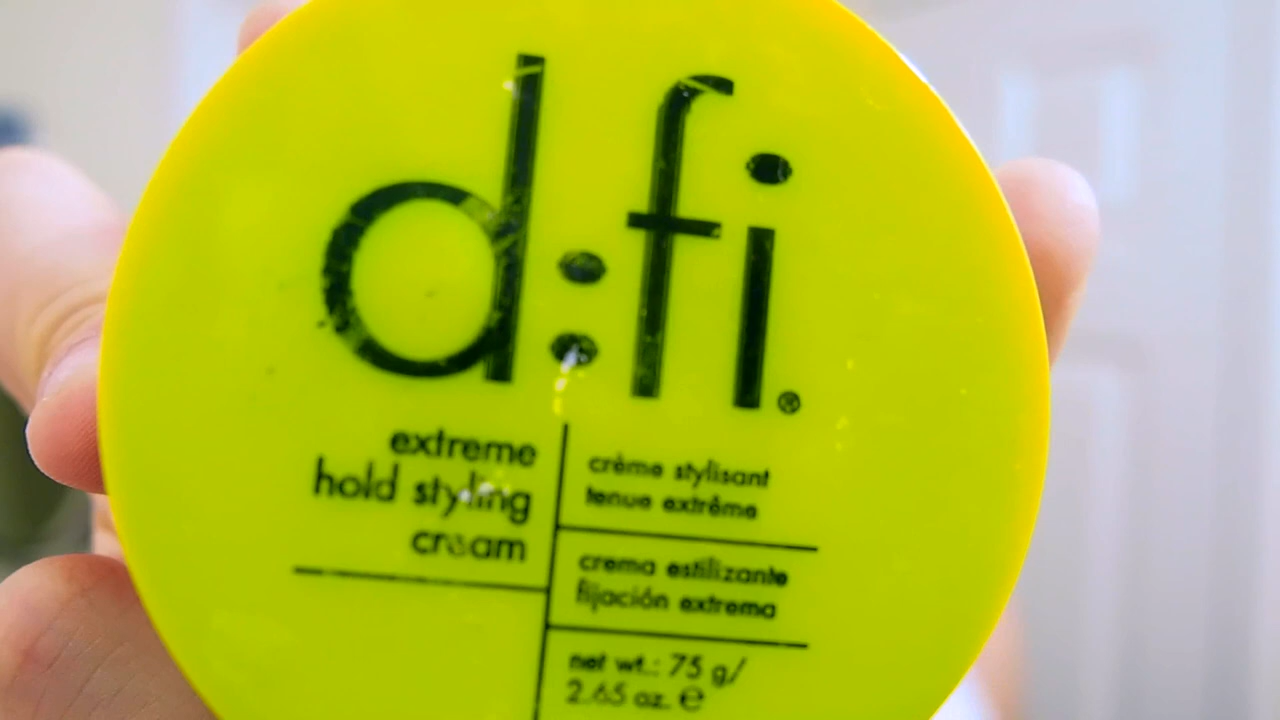 d:fi®
extreme
hold styling
cream
crème stylisant
tenue extrême
crema estilizante
fijación extrema
net wt.: 75 g/
2.65 oz. ℮